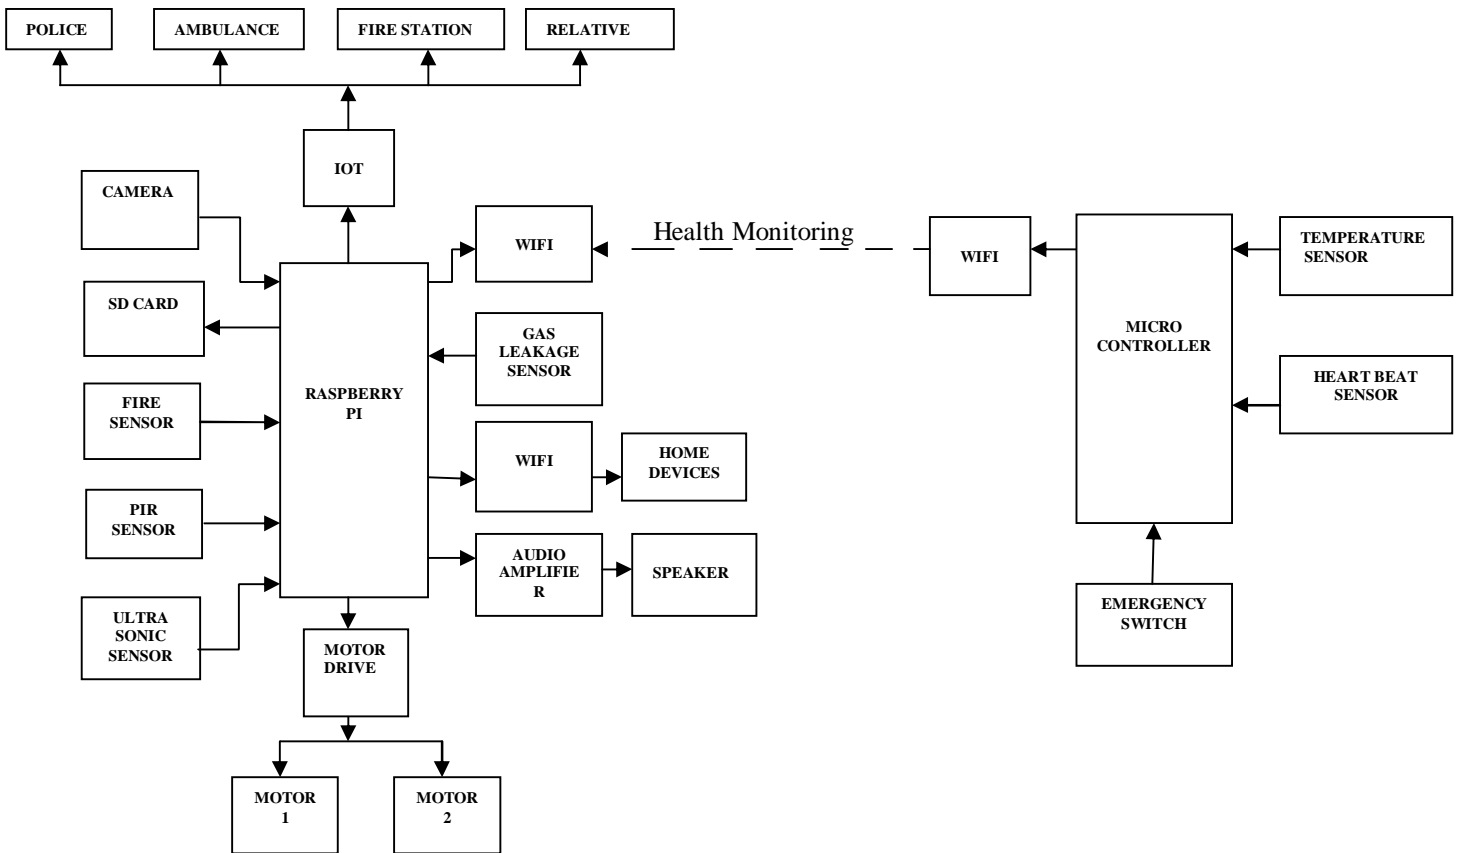 POLICE
AMBULANCE
FIRE STATION
RELATIVE
IOT
CAMERA
WIFI
Health Monitoring
WIFI
TEMPERATURE
SENSOR
SD CARD
GAS
LEAKAGE
SENSOR
MICRO
CONTROLLER
RASPBERRY
PI
HEART BEAT
SENSOR
FIRE
SENSOR
WIFI
HOME
DEVICES
PIR
SENSOR
AUDIO
AMPLIFIE
R
SPEAKER
EMERGENCY
SWITCH
ULTRA
SONIC
SENSOR
MOTOR
DRIVE
MOTOR
1
MOTOR
2